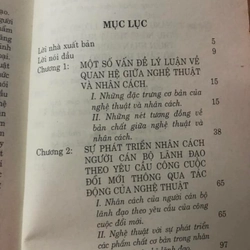 MỤC LỤC
Lời nhà xuất bản 5
Lời nói đầu 9
Chương 1: MỘT SỐ VẤN ĐỀ LÝ LUẬN VỀ
QUAN HỆ GIỮA NGHỆ THUẬT
VÀ NHÂN CÁCH.
I. Những đặc trưng cơ bản của
nghệ thuật và nhân cách. 15
II. Những nét tương đồng về
bản chất giữa nghệ thuật và
nhân cách. 38
Chương 2: SỰ PHÁT TRIỂN NHÂN CÁCH
NGƯỜI CÁN BỘ LÃNH ĐẠO
THEO YÊU CẦU CÔNG CUỘC
ĐỔI MỚI THÔNG QUA TÁC
ĐỘNG CỦA NGHỆ THUẬT 65
I. Nhân cách của người cán bộ
lãnh đạo theo yêu cầu của công
cuộc đổi mới. 65
II. Nghệ thuật với sự phát triển
các phẩm chất cơ bản trong nhân 97